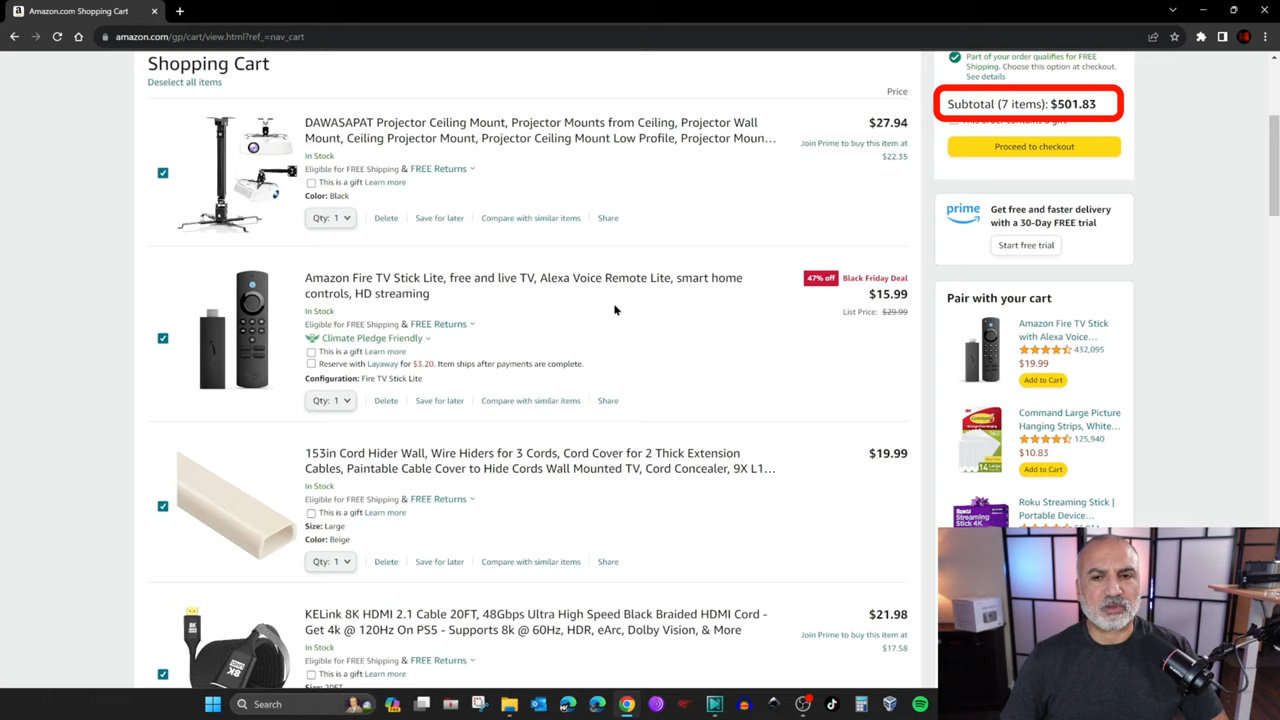 Amazon.com Shopping Cart
amazon.com/gp/cart/view.html?ref_=nav_cart
Shopping Cart
Deselect all items
Price
DAWASAPAT Projector Ceiling Mount, Projector Mounts from Ceiling, Projector Wall
Mount, Ceiling Projector Mount, Projector Ceiling Mount Low Profile, Projector Moun...
$27.94
Join Prime to buy this item at
$22.35
In Stock
Eligible for FREE Shipping & FREE Returns
This is a gift Learn more
Color: Black
Qty: 1
Delete
Save for later
Compare with similar items
Share
Amazon Fire TV Stick Lite, free and live TV, Alexa Voice Remote Lite, smart home
controls, HD streaming
47% off
Black Friday Deal
$15.99
List Price: $29.99
In Stock
Eligible for FREE Shipping & FREE Returns
Climate Pledge Friendly
This is a gift Learn more
Reserve with Layaway for $3.20. Item ships after payments are complete.
Configuration: Fire TV Stick Lite
Qty: 1
Delete
Save for later
Compare with similar items
Share
153in Cord Hider Wall, Wire Hiders for 3 Cords, Cord Cover for 2 Thick Extension
Cables, Paintable Cable Cover to Hide Cords Wall Mounted TV, Cord Concealer, 9X L1...
$19.99
In Stock
Eligible for FREE Shipping & FREE Returns
This is a gift Learn more
Size: Large
Color: Beige
Qty: 1
Delete
Save for later
Compare with similar items
Share
KELink 8K HDMI 2.1 Cable 20FT, 48Gbps Ultra High Speed Black Braided HDMI Cord -
Get 4k @ 120Hz On PS5 - Supports 8k @ 60Hz, HDR, eArc, Dolby Vision, & More
$21.98
Join Prime to buy this item at
$17.58
In Stock
Eligible for FREE Shipping & FREE Returns
This is a gift Learn more
Size: 20FT
Part of your order qualifies for FREE
Shipping. Choose this option at checkout.
See details
Subtotal (7 items): $501.83
This order contains a gift
Proceed to checkout
prime
Get free and faster delivery
with a 30-Day FREE trial
Start free trial
Pair with your cart
Amazon Fire TV Stick
with Alexa Voice...
432,095
$19.99
Add to Cart
Command Large Picture
Hanging Strips, White...
125,940
$10.83
Add to Cart
Roku Streaming Stick |
Portable Device...
Search